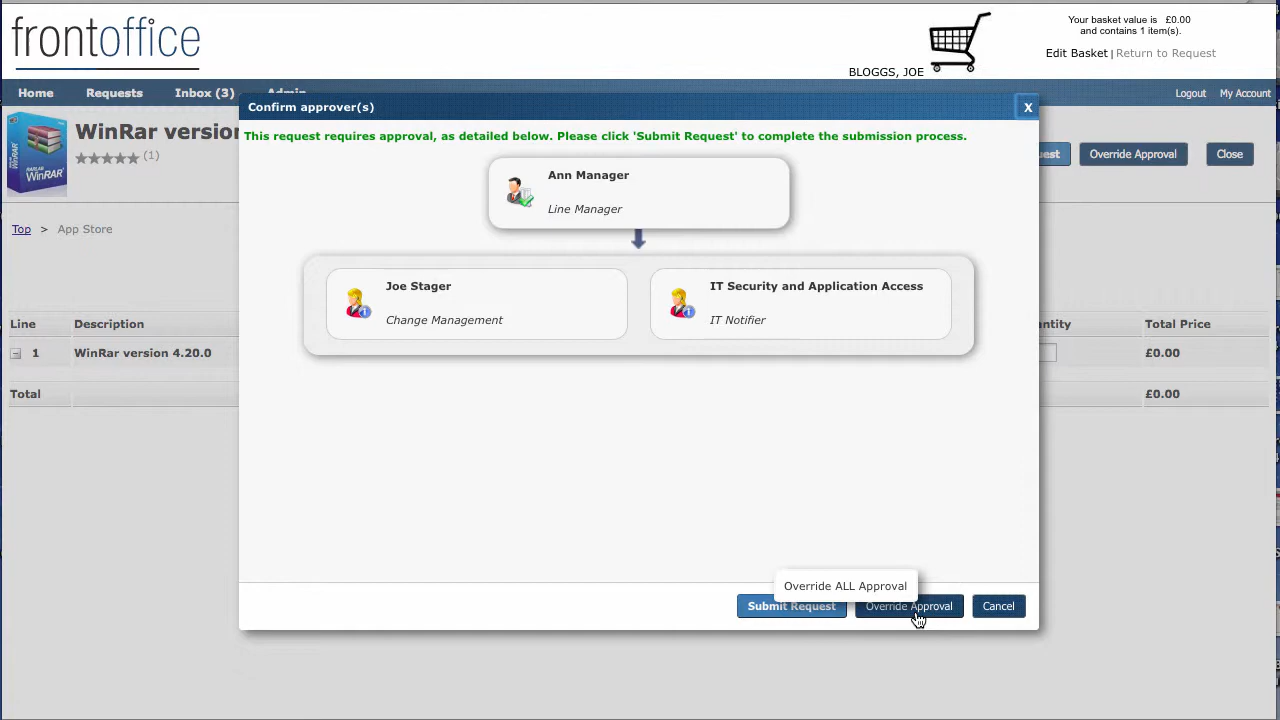 frontoffice
Your basket value is £0.00
and contains 1 item(s).
Edit Basket | Return to Request
BLOGGS, JOE
Home Requests Inbox (3) Admin Logout My Account
Confirm approver(s) X
WinRar version
(1)
This request requires approval, as detailed below. Please click 'Submit Request' to complete the submission process.
Override Approval Close
Ann Manager
Line Manager
Top > App Store
Joe Stager
Change Management
IT Security and Application Access
IT Notifier
Line Description Total Price
1 WinRar version 4.20.0 £0.00
Total £0.00
Override ALL Approval
Submit Request Override Approval Cancel